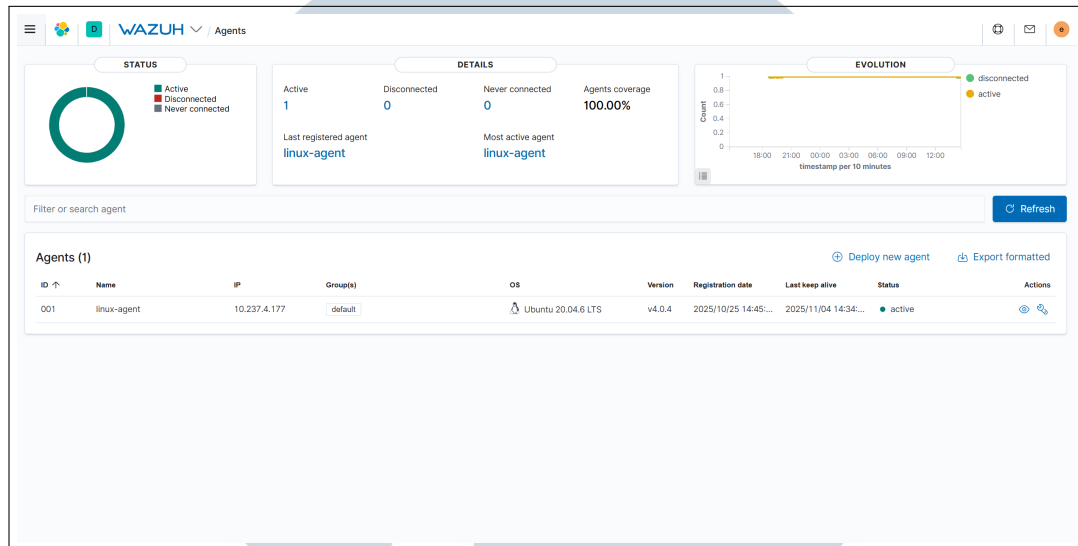 D WAZUH / Agents e
STATUS
Active
Disconnected
Never connected
DETAILS
Active Disconnected Never connected Agents coverage
1 0 0 100.00%
Last registered agent Most active agent
linux-agent linux-agent
EVOLUTION
1
0.8
0.6
0.4
0.2
0
Count
18:00 21:00 00:00 03:00 06:00 09:00 12:00
timestamp per 10 minutes
disconnected
active
Filter or search agent Refresh
Agents (1) Deploy new agent Export formatted
ID Name IP Group(s) OS Version Registration date Last keep alive Status Actions
001 linux-agent 10.237.4.177 default Ubuntu 20.04.6 LTS v4.0.4 2025/10/25 14:45:... 2025/11/04 14:34:... active